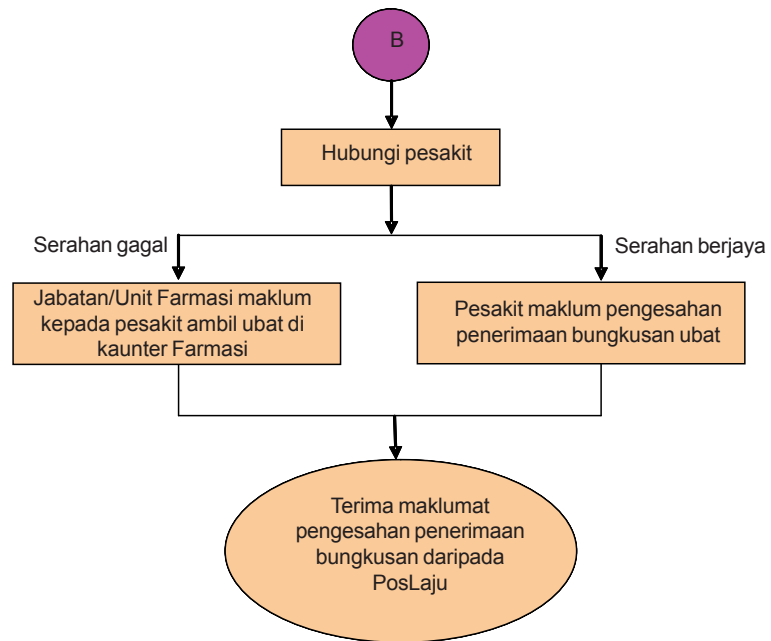 B
Hubungi pesakit
Serahan gagal
Serahan berjaya
Jabatan/Unit Farmasi maklum
kepada pesakit ambil ubat di
kaunter Farmasi
Pesakit maklum pengesahan
penerimaan bungkusan ubat
Terima maklumat
pengesahan penerimaan
bungkusan daripada
PosLaju